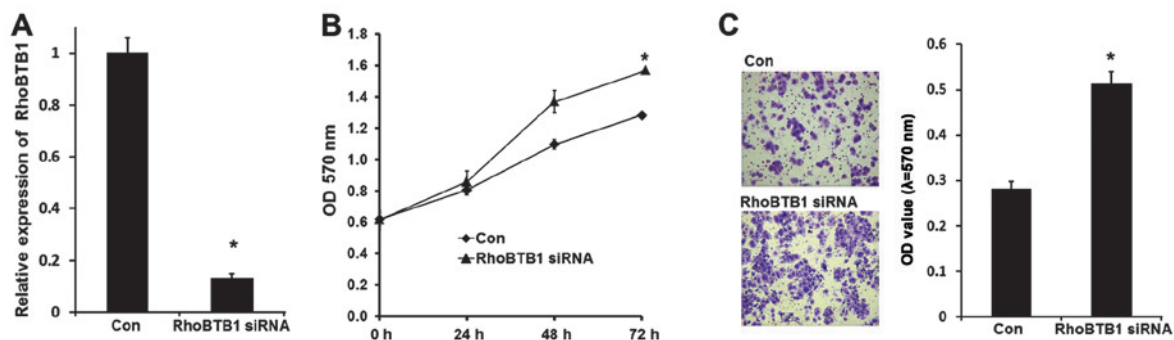 A
Relative expression of RhoBTB1
1
0.8
0.6
0.4
0.2
0
*
Con
RhoBTB1 siRNA
B
OD 570 nm
1.8
1.6
1.4
1.2
1.0
0.8
0.6
0.4
0.2
0
*
Con
RhoBTB1 siRNA
0 h
24 h
48 h
72 h
C
Con
RhoBTB1 siRNA
OD value (λ=570 nm)
0.6
0.5
0.4
0.3
0.2
0.1
0
*
Con
RhoBTB1 siRNA